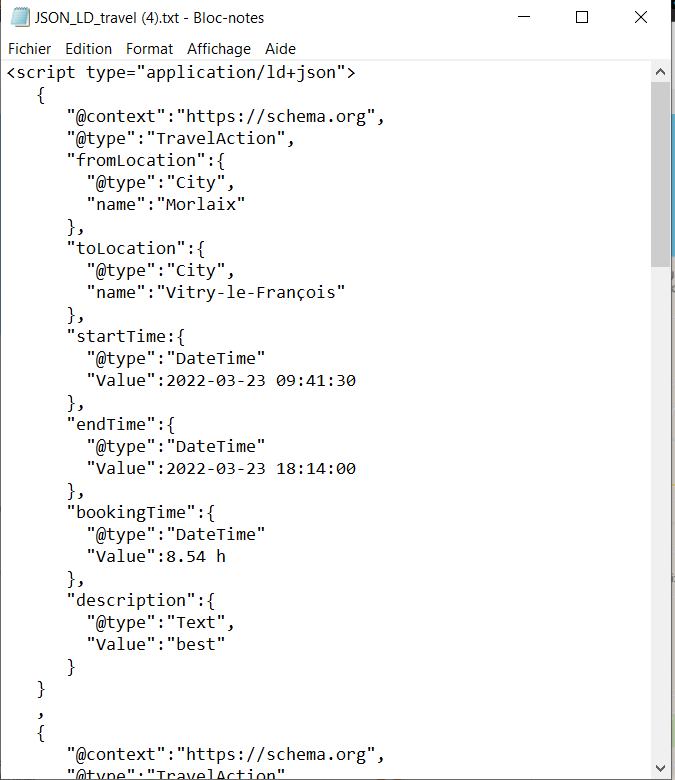 JSON_LD_travel (4).txt - Bloc-notes
Fichier Edition Format Affichage Aide
<script type="application/ld+json">
{
"@context":"https://schema.org",
"@type":"TravelAction",
"fromLocation":{
"@type":"City",
"name":"Morlaix"
},
"toLocation":{
"@type":"City",
"name":"Vitry-le-François"
},
"startTime:{
"@type":"DateTime"
"Value":2022-03-23 09:41:30
},
"endTime":{
"@type":"DateTime"
"Value":2022-03-23 18:14:00
},
"bookingTime":{
"@type":"DateTime"
"Value":8.54 h
},
"description":{
"@type":"Text",
"Value":"best"
}
}
,
{
"@context":"https://schema.org",
"@type":"TravelAction"